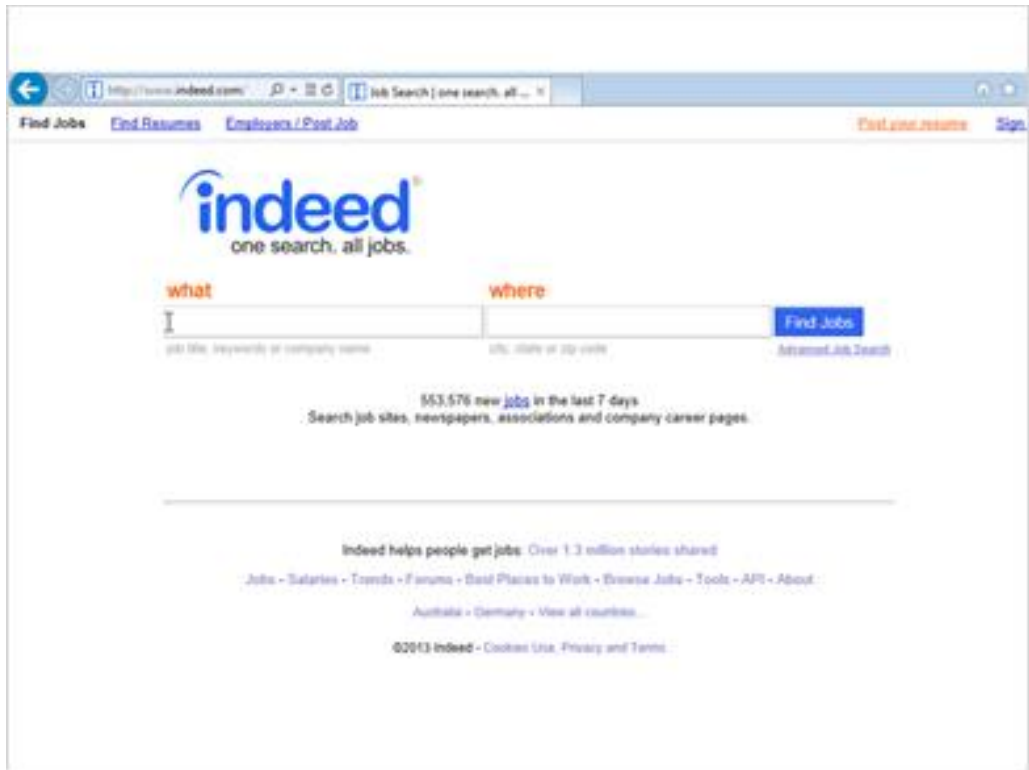 http://www.indeed.com/
Job Search | one search. all ...
Find Jobs Find Resumes Employers / Post Job Post your resume Sign
indeed®
one search. all jobs.
what where
Find Jobs
job title, keywords or company name city, state or zip code Advanced Job Search
553,576 new jobs in the last 7 days
Search job sites, newspapers, associations and company career pages.
Indeed helps people get jobs: Over 1.3 million stories shared
Jobs - Salaries - Trends - Forums - Best Places to Work - Browse Jobs - Tools - API - About
Australia - Germany - View all countries...
©2013 Indeed - Cookies Use, Privacy and Terms